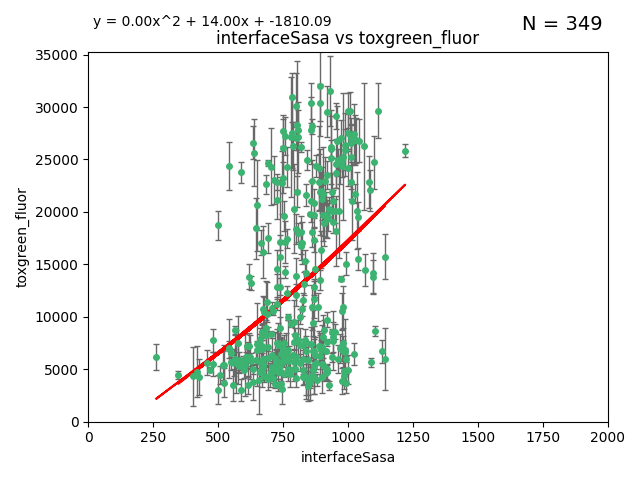 y = 0.00x^2 + 14.00x + -1810.09
N = 349
interfaceSasa vs toxgreen_fluor
35000
30000
25000
20000
15000
10000
5000
0
toxgreen_fluor
0 250 500 750 1000 1250 1500 1750 2000
interfaceSasa